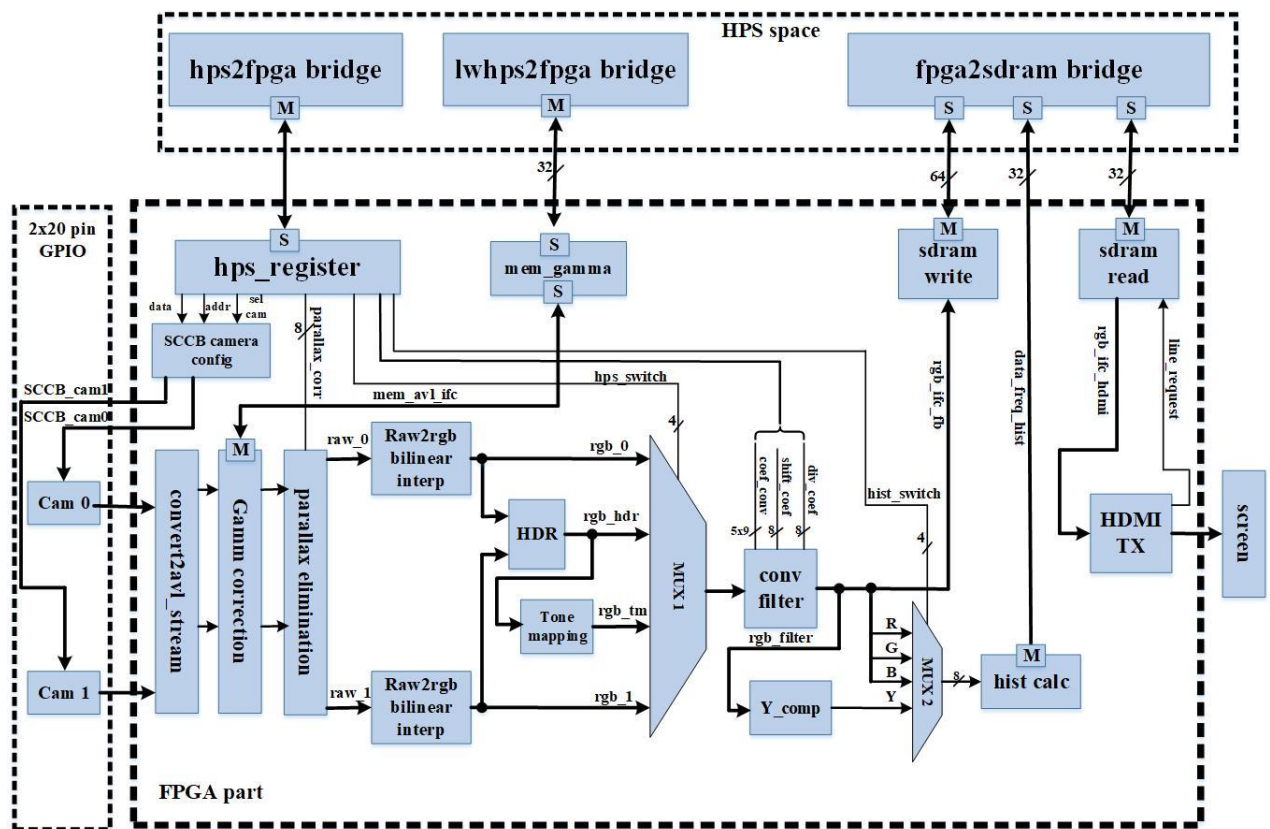 HPS space
hps2fpga bridge
lwhps2fpga bridge
fpga2sdram bridge
M
M
S
S
S
32
64
32
32
2x20 pin
GPIO
S
hps_register
S
mem_gamma
S
M
sdram
write
M
sdram
read
data
addr
sel
cam
8
parallax_corr
SCCB camera
config
SCCB_cam1
SCCB_cam0
mem_avl_ifc
hps_switch
4
rgb_ifc_fb
data_freq_hist
rgb_ifc_hdmi
line_request
Cam 0
Cam 1
convert2avl_stream
M
Gamm correction
parallax elimination
raw_0
Raw2rgb
bilinear
interp
rgb_0
HDR
rgb_hdr
Tone
mapping
rgb_tm
raw_1
Raw2rgb
bilinear
interp
rgb_1
MUX 1
coef_conv
shift_coef
div_coef
5x9
8
8
conv
filter
hist_switch
4
rgb_filter
Y_comp
R
G
B
Y
MUX 2
8
M
hist calc
HDMI
TX
screen
FPGA part